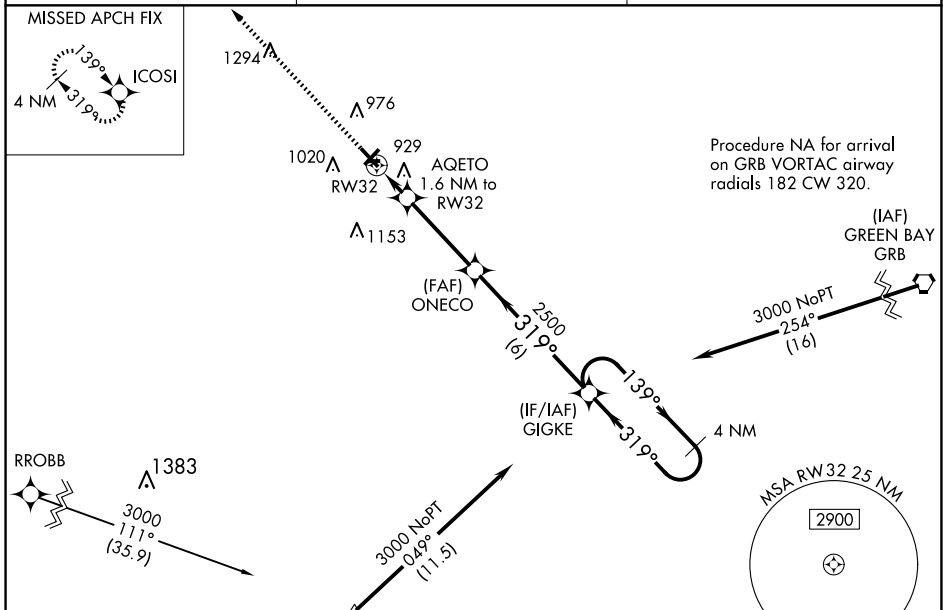 MISSED APCH FIX
139°
ICOSI
4 NM
319°
1294
976
1020
929
RW32
AQETO
1.6 NM to
RW32
1153
Procedure NA for arrival
on GRB VORTAC airway
radials 182 CW 320.
(IAF)
GREEN BAY
GRB
(FAF)
ONECO
2500
319°
(6)
3000 NoPT
254°
(16)
(IF/IAF)
GIGKE
139°
319°
4 NM
RROBB
1383
3000
111°
(35.9)
3000 NoPT
049°
(11.5)
MSA RW32 25 NM
2900